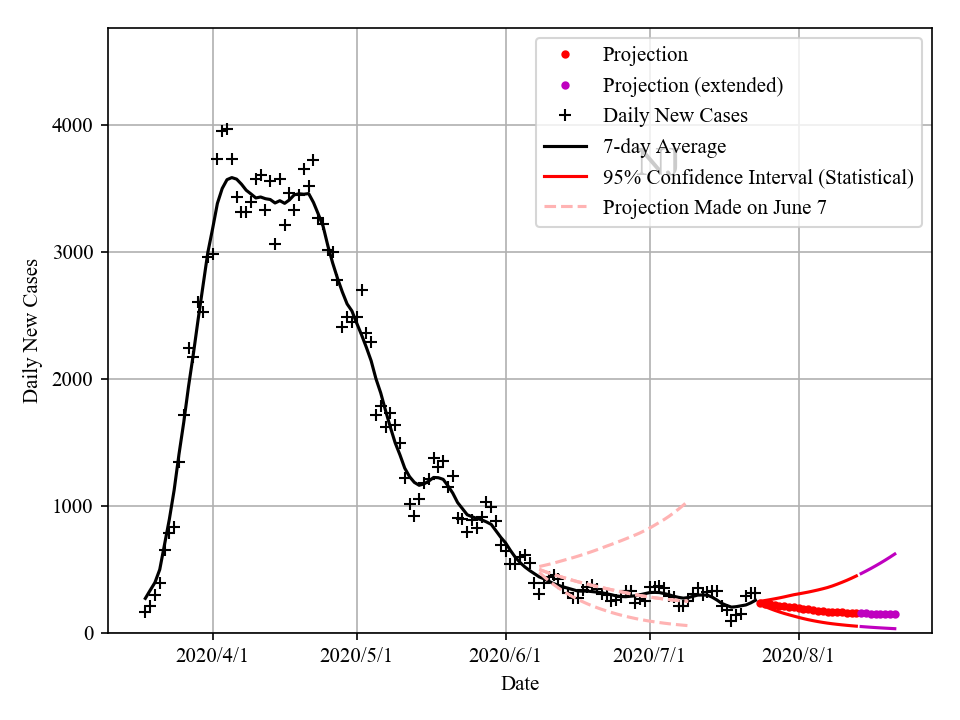 NJ
Projection
Projection (extended)
Daily New Cases
7-day Average
95% Confidence Interval (Statistical)
Projection Made on June 7
4000
3000
2000
1000
0
Daily New Cases
2020/4/1
2020/5/1
2020/6/1
2020/7/1
2020/8/1
Date